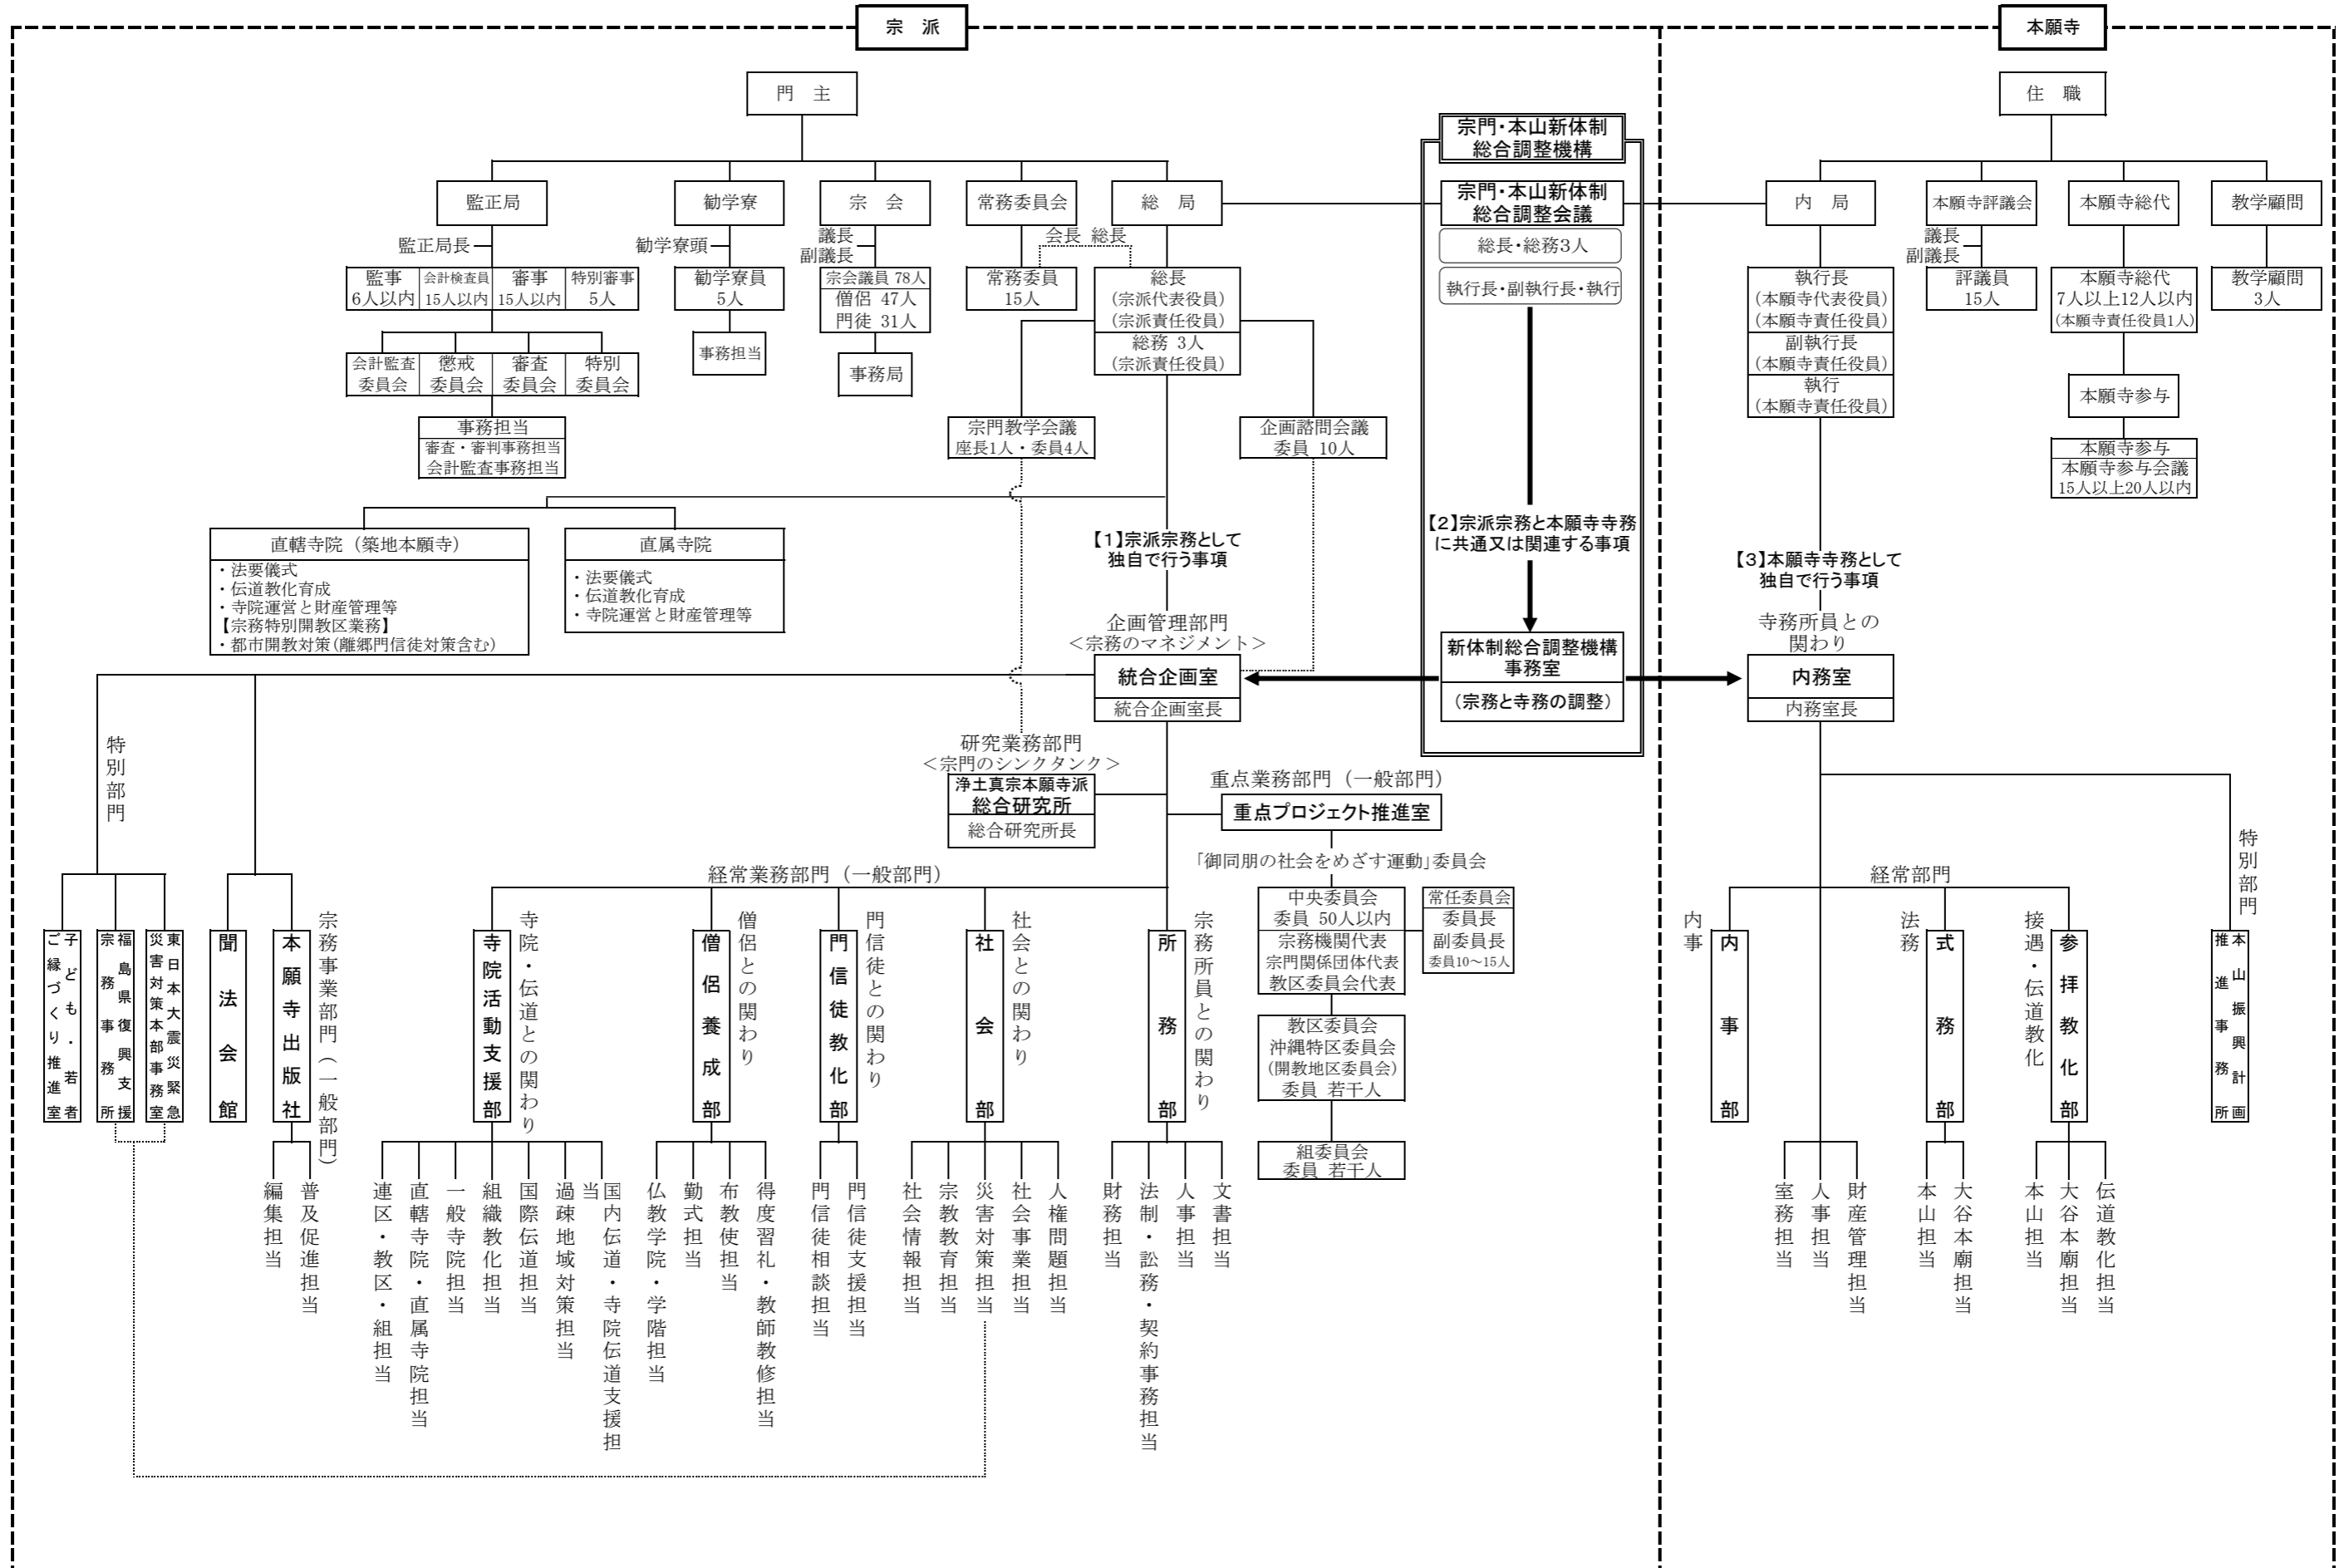 宗　派
本願寺
門　主
住　職
宗門・本山新体制
総合調整機構
監正局
勧学寮
宗　会
常務委員会
総　局
宗門・本山新体制
総合調整会議
内　局
本願寺評議会
本願寺総代
教学顧問
監正局長
勧学寮頭
議長
副議長
会長 総長
総長・総務3人
執行長・副執行長・執行
議長
副議長
監事
6人以内
会計検査員
15人以内
審事
15人以内
特別審事
5人
勧学寮員
5人
宗会議員 78人
僧侶 47人
門徒 31人
常務委員
15人
総長
(宗派代表役員)
(宗派責任役員)
総務 3人
(宗派責任役員)
執行長
(本願寺代表役員)
(本願寺責任役員)
副執行長
(本願寺責任役員)
執行
(本願寺責任役員)
評議員
15人
本願寺総代
7人以上12人以内
(本願寺責任役員1人)
教学顧問
3人
会計監査
委員会
懲戒
委員会
審査
委員会
特別
委員会
事務担当
事務局
本願寺参与
事務担当
審査・審判事務担当
会計監査事務担当
宗門教学会議
座長1人・委員4人
企画諮問会議
委員 10人
本願寺参与
本願寺参与会議
15人以上20人以内
直轄寺院（築地本願寺）
・法要儀式
・伝道教化育成
・寺院運営と財産管理等
【宗務特別開教区業務】
・都市開教対策(離郷門信徒対策含む)
直属寺院
・法要儀式
・伝道教化育成
・寺院運営と財産管理等
【1】宗派宗務として
独自で行う事項
【2】宗派宗務と本願寺寺務
に共通又は関連する事項
【3】本願寺寺務として
独自で行う事項
企画管理部門
＜宗務のマネジメント＞
統合企画室
統合企画室長
新体制総合調整機構
事務室
(宗務と寺務の調整)
寺務所員との
関わり
内務室
内務室長
研究業務部門
＜宗門のシンクタンク＞
浄土真宗本願寺派
総合研究所
総合研究所長
重点業務部門（一般部門）
重点プロジェクト推進室
「御同朋の社会をめざす運動」委員会
中央委員会
委員 50人以内
宗務機関代表
宗門関係団体代表
教区委員会代表
常任委員会
委員長
副委員長
委員10～15人
教区委員会
沖縄特区委員会
(開教地区委員会)
委員 若干人
組委員会
委員 若干人
特別部門
子ども・若者
ご縁づくり推進室
福島県復興支援
宗務事務所
東日本大震災緊急
災害対策本部事務室
聞法会館
本願寺出版社
宗務事業部門（一般部門）
編集担当
普及促進担当
経常業務部門（一般部門）
寺院活動支援部
寺院・伝道との関わり
連区・教区・組担当
直轄寺院・直属寺院担当
一般寺院担当
組織教化担当
国際伝道担当
過疎地域対策担当
国内伝道・寺院伝道支援担
当
僧侶養成部
僧侶との関わり
仏教学院・学階担当
勤式担当
布教使担当
得度習礼・教師教修担当
門信徒教化部
門信徒との関わり
門信徒相談担当
門信徒支援担当
社会部
社会との関わり
社会情報担当
宗教教育担当
災害対策担当
社会事業担当
人権問題担当
所務部
宗務所員との関わり
財務担当
法制・訟務・契約事務担当
人事担当
文書担当
経常部門
内事
内事部
室務担当
人事担当
財産管理担当
法務
式務部
本山担当
大谷本廟担当
接遇・伝道教化
参拝教化部
本山担当
大谷本廟担当
伝道教化担当
特別部門
本山振興計画
推進事務所